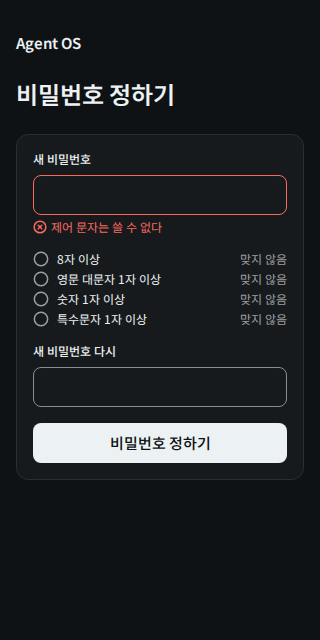 Agent OS
비밀번호 정하기
새 비밀번호
제어 문자는 쓸 수 없다
8자 이상 맞지 않음
영문 대문자 1자 이상 맞지 않음
숫자 1자 이상 맞지 않음
특수문자 1자 이상 맞지 않음
새 비밀번호 다시
비밀번호 정하기